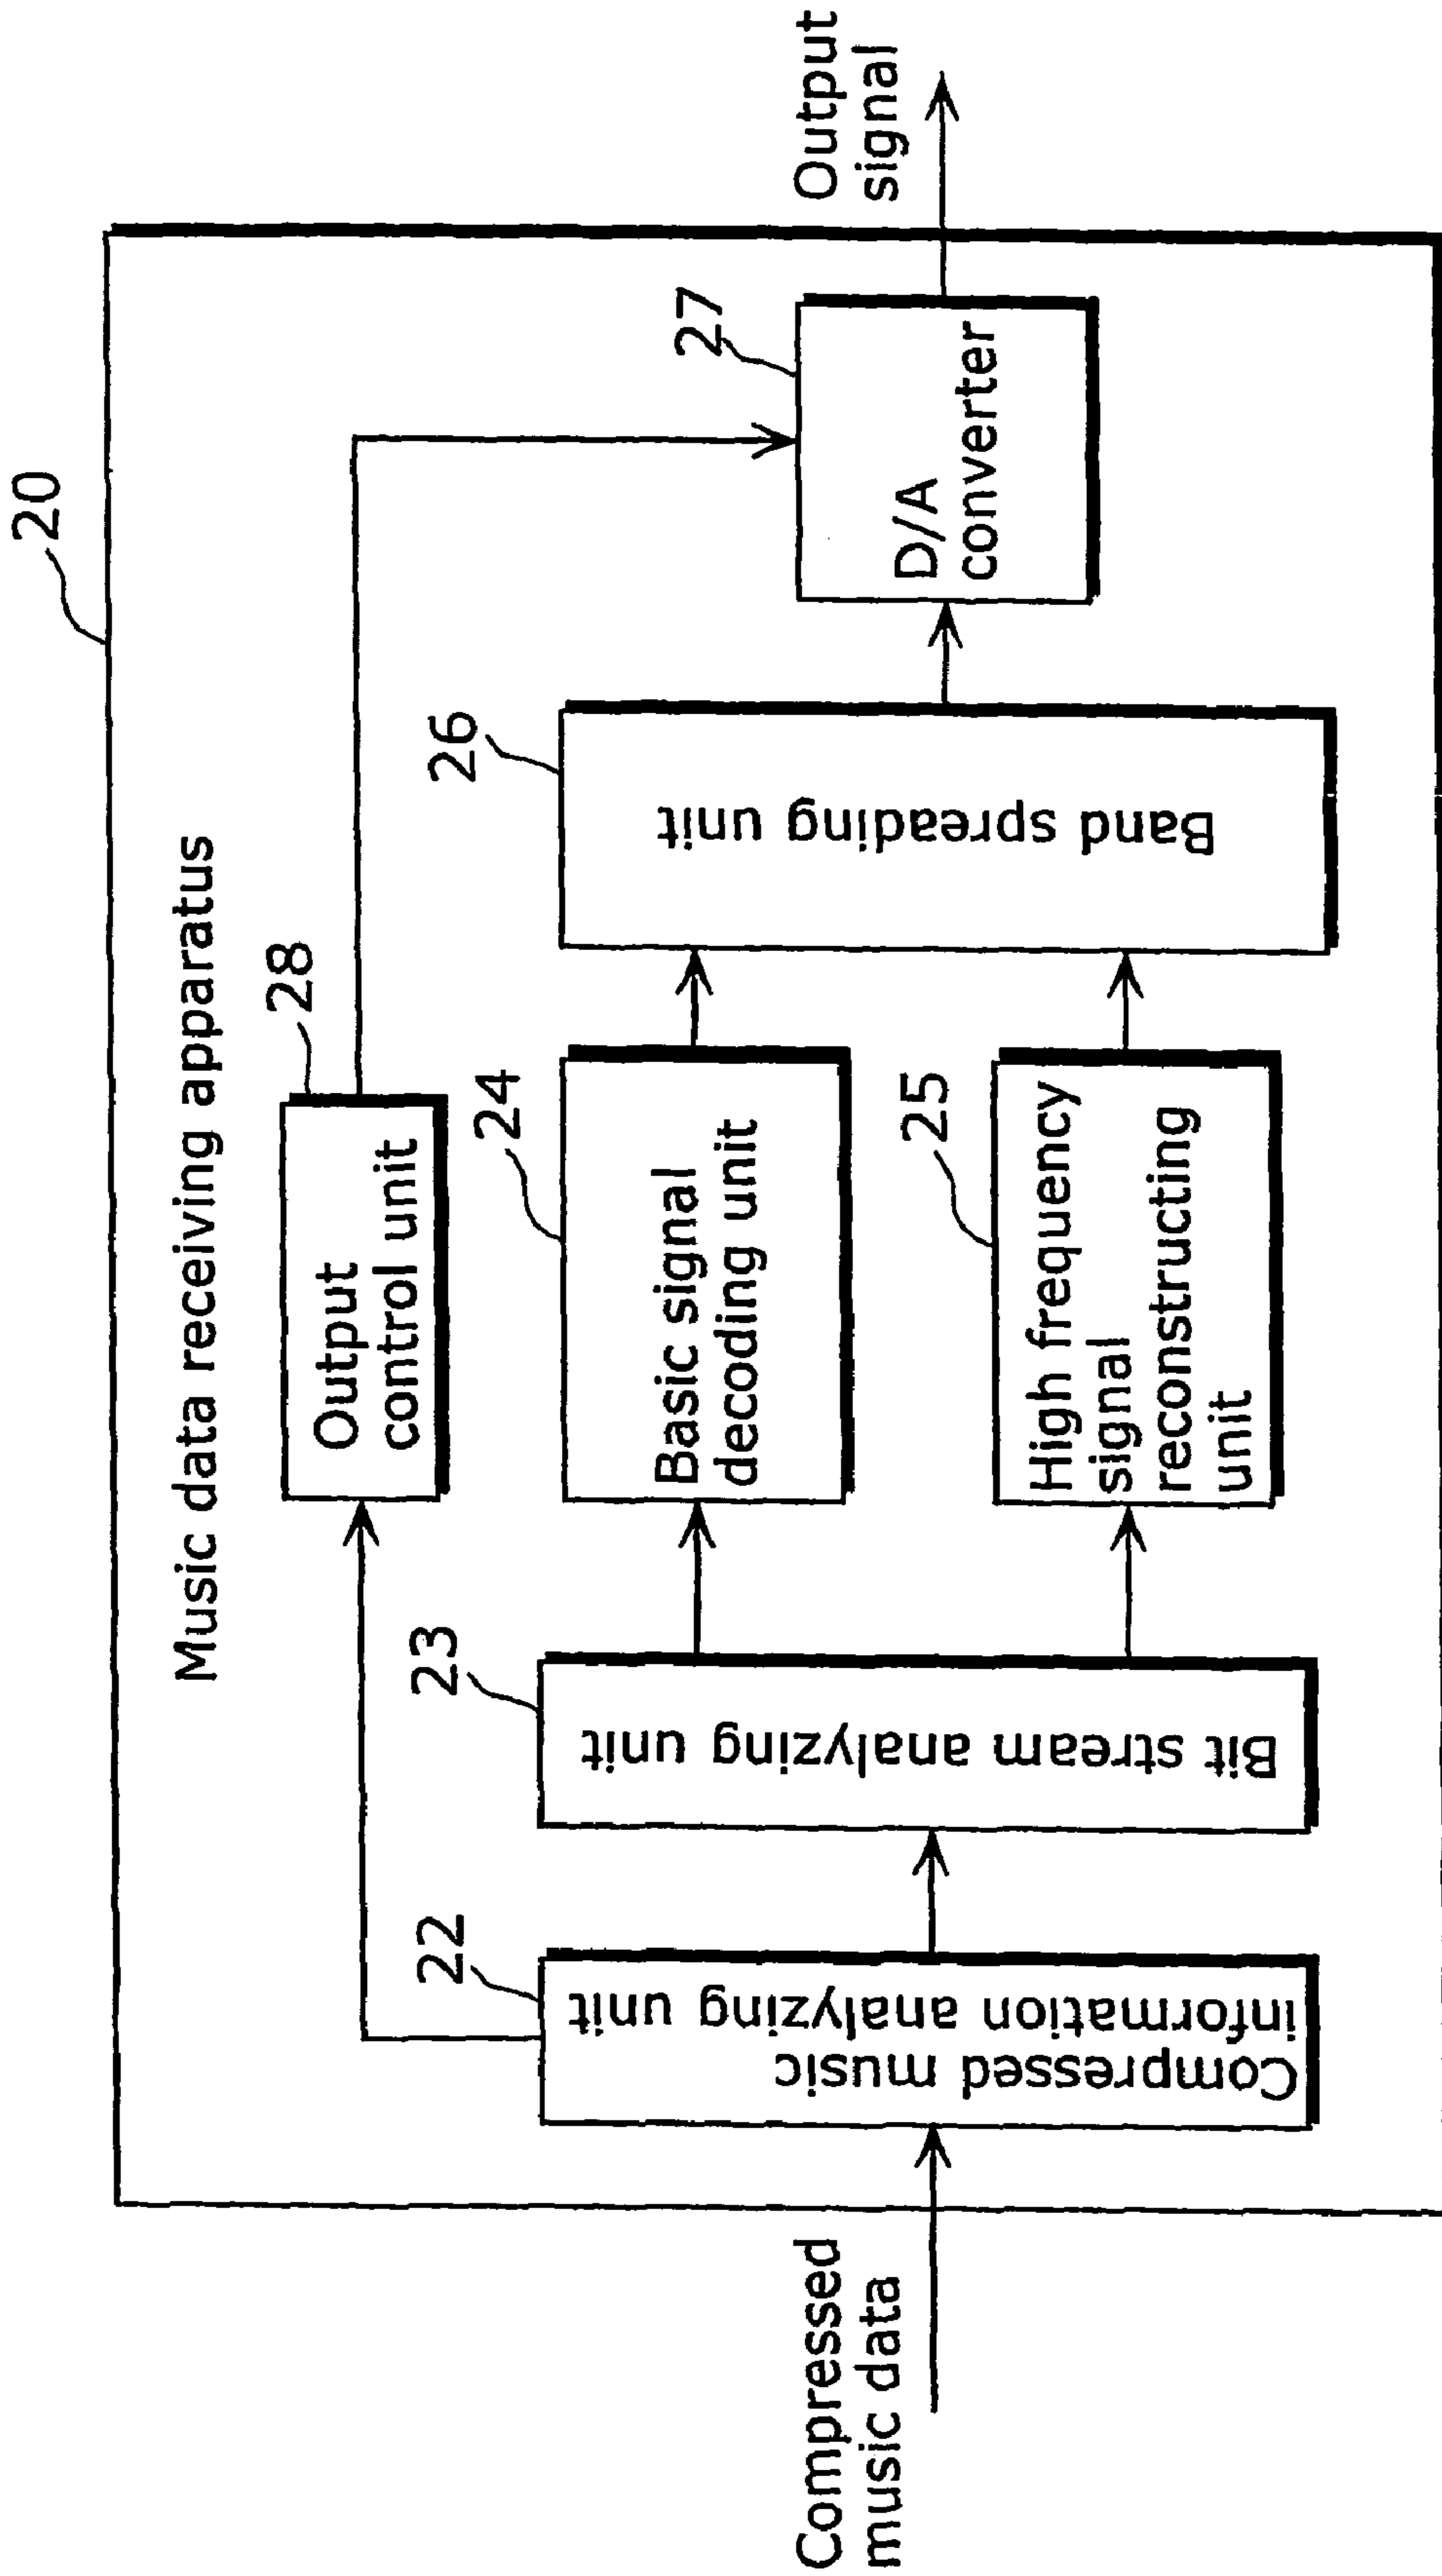 20
Music data receiving apparatus
28
Output
control unit
22
Compressed music
information analyzing unit
23
Bit stream analyzing unit
24
Basic signal
decoding unit
25
High frequency
signal
reconstructing
unit
26
Band spreading unit
27
D/A
converter
Compressed
music data
Output
signal